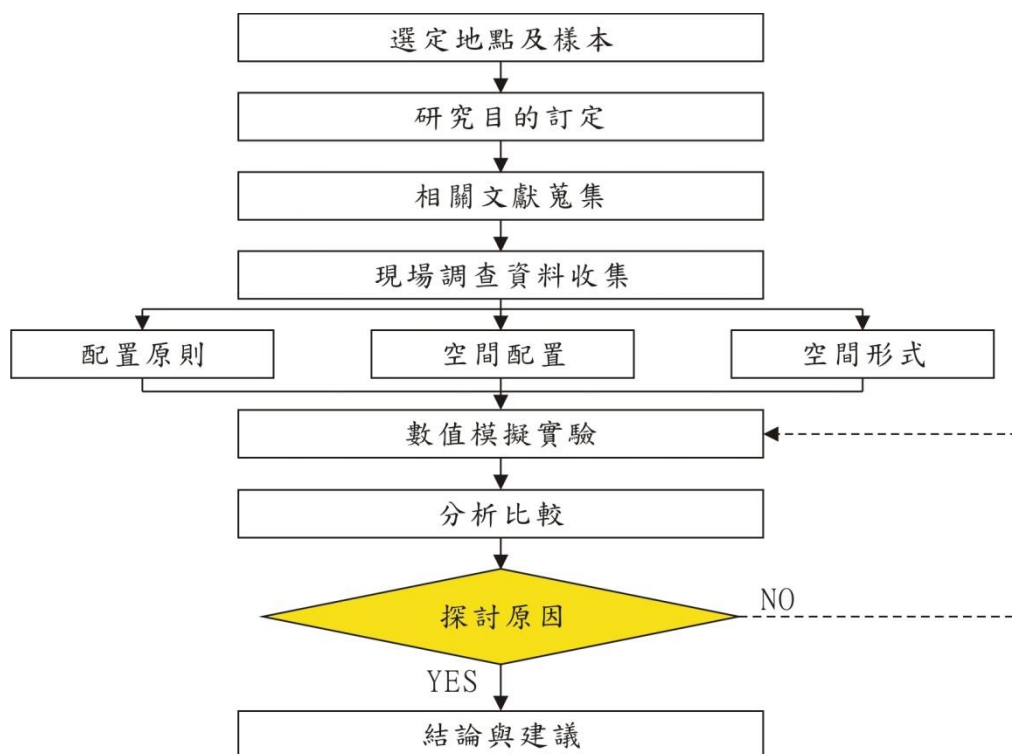 選定地點及樣本
研究目的訂定
相關文獻蒐集
現場調查資料收集
配置原則
空間配置
空間形式
數值模擬實驗
分析比較
探討原因
NO
YES
結論與建議